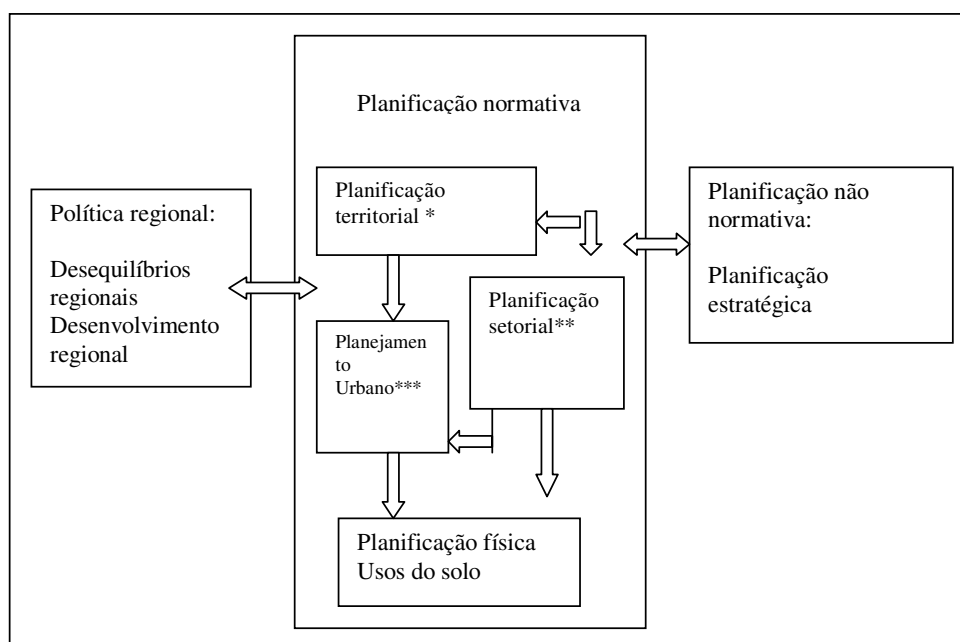 Planificação normativa
Política regional:
Desequilíbrios
regionais
Desenvolvimento
regional
Planificação
territorial *
Planificação
setorial**
Planejamen
to
Urbano***
Planificação física
Usos do solo
Planificação não
normativa:
Planificação
estratégica